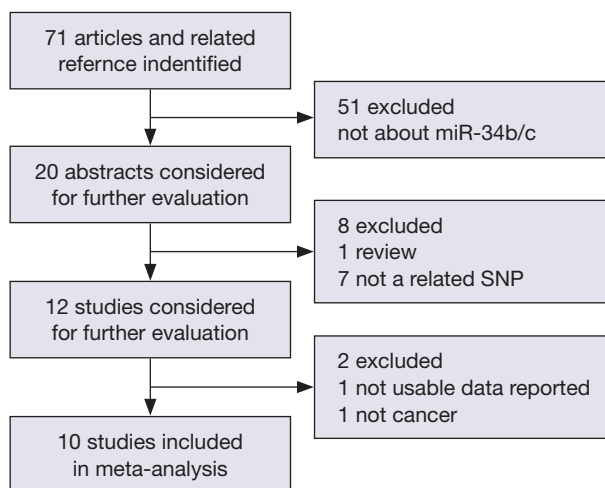 71 articles and related
refernce indentified
51 excluded
not about miR-34b/c
20 abstracts considered
for further evaluation
8 excluded
1 review
7 not a related SNP
12 studies considered
for further evaluation
2 excluded
1 not usable data reported
1 not cancer
10 studies included
in meta-analysis